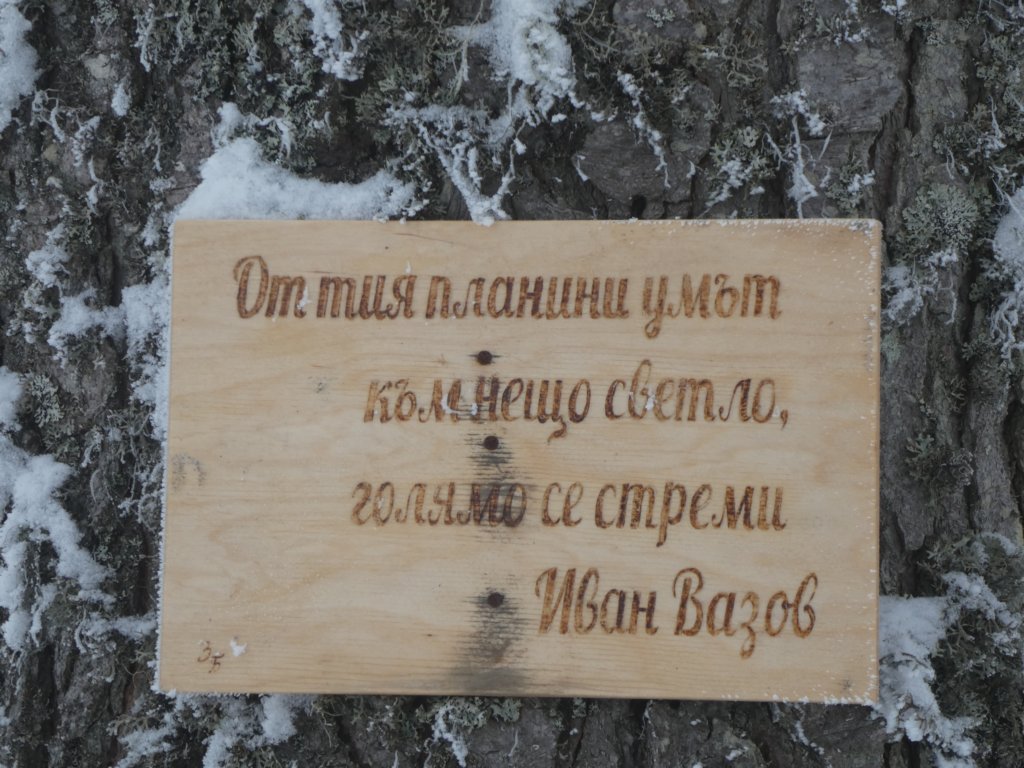 От тия планини умът
към нещо светло,
голямо се стреми
Иван Вазов